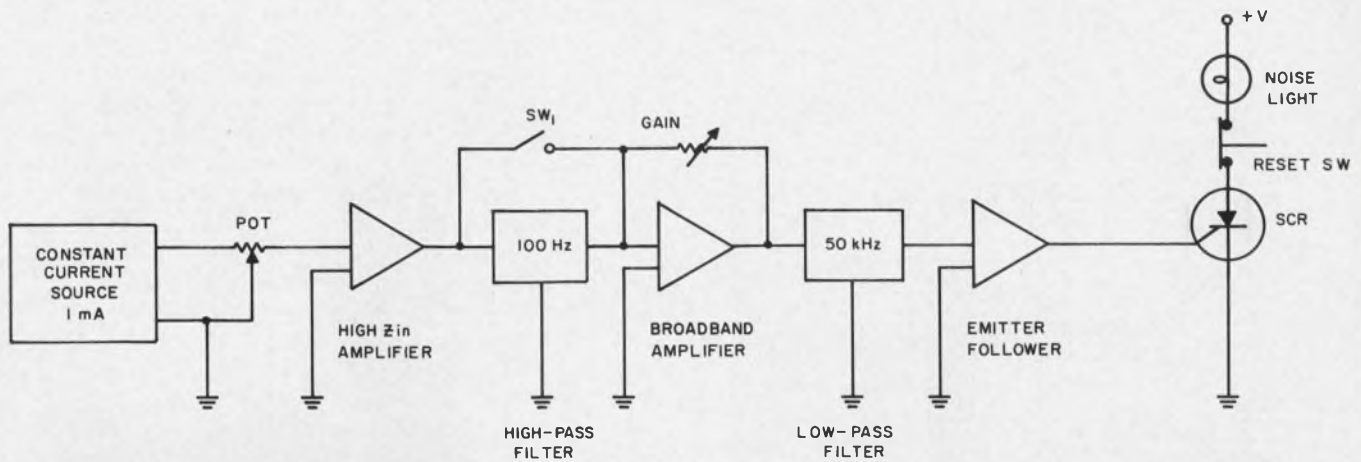 +V
NOISE
LIGHT
SW1
GAIN
RESET SW
POT
SCR
CONSTANT
CURRENT
SOURCE
1 mA
100 Hz
50 kHz
HIGH Zin
AMPLIFIER
BROADBAND
AMPLIFIER
EMITTER
FOLLOWER
HIGH-PASS
FILTER
LOW-PASS
FILTER